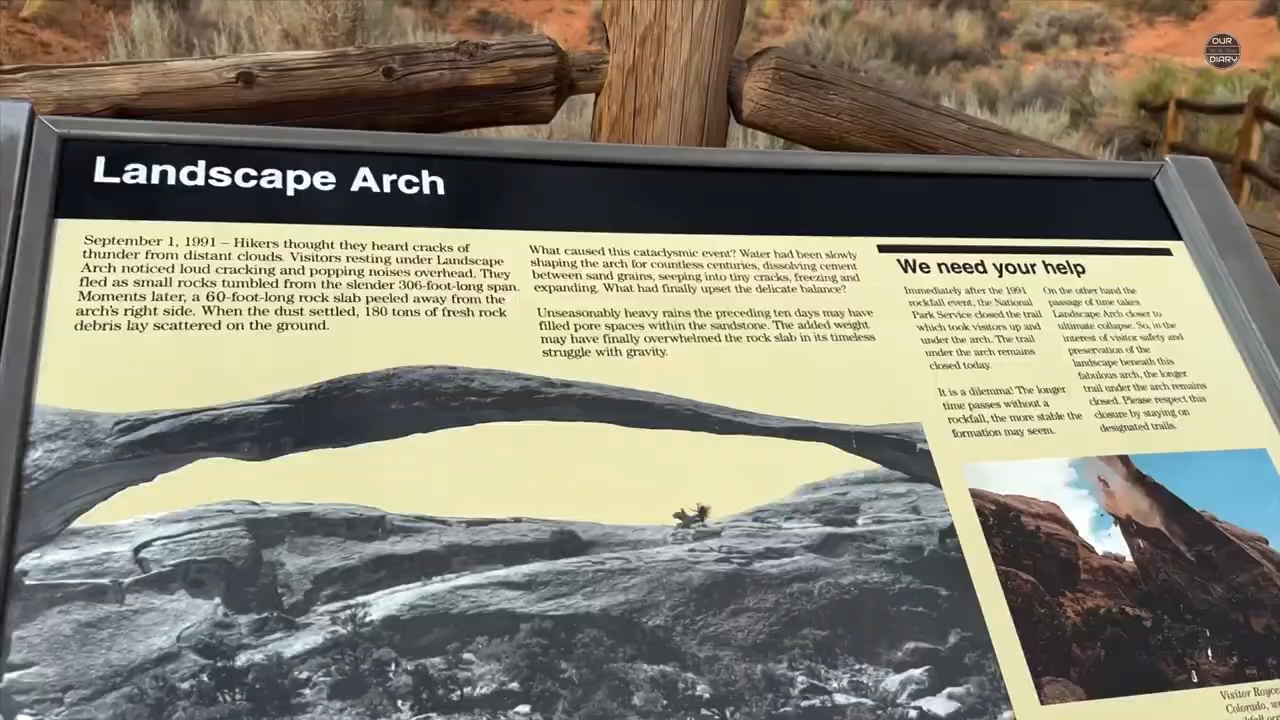 OUR
DIARY
Landscape Arch
September 1, 1991 – Hikers thought they heard cracks of
thunder from distant clouds. Visitors resting under Landscape
Arch noticed loud cracking and popping noises overhead. They
fled as small rocks tumbled from the slender 306-foot-long span.
Moments later, a 60-foot-long rock slab peeled away from the
arch's right side. When the dust settled, 180 tons of fresh rock
debris lay scattered on the ground.
What caused this cataclysmic event? Water had been slowly
shaping the arch for countless centuries, dissolving cement
between sand grains, seeping into tiny cracks, freezing and
expanding. What had finally upset the delicate balance?
Unseasonably heavy rains the preceding ten days may have
filled pore spaces within the sandstone. The added weight
may have finally overwhelmed the rock slab in its timeless
struggle with gravity.
We need your help
Immediately after the 1991
rockfall event, the National
Park Service closed the trail
which took visitors up and
under the arch. The trail
under the arch remains
closed today.
It is a dilemma! The longer
time passes without a
rockfall, the more stable the
formation may seem.
On the other hand the
passage of time takes
Landscape Arch closer to
ultimate collapse. So, in the
interest of visitor safety and
preservation of the
landscape beneath this
fabulous arch, the longer
trail under the arch remains
closed. Please respect this
closure by staying on
designated trails.
Visitor Royce
Colorado,